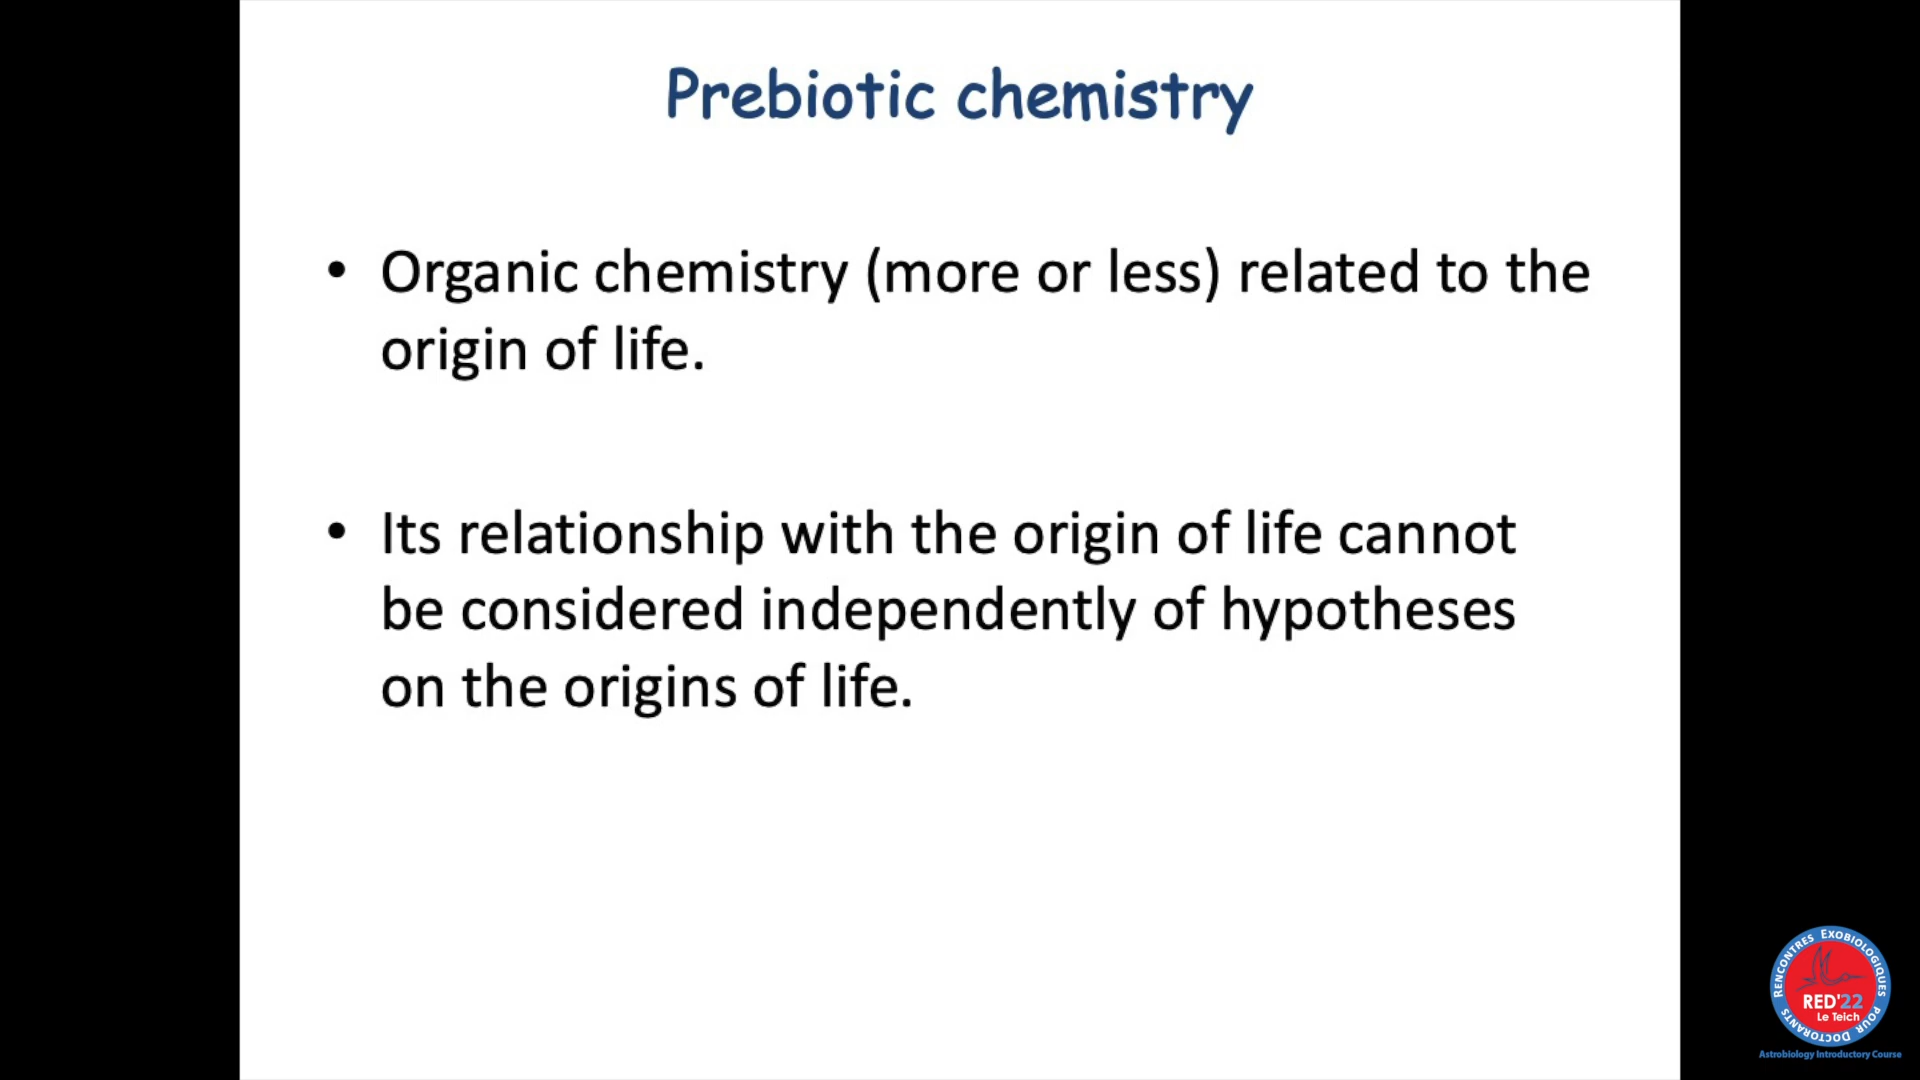 Prebiotic chemistry
• Organic chemistry (more or less) related to the
origin of life.
• Its relationship with the origin of life cannot
be considered independently of hypotheses
on the origins of life.
RENCONTRES EXOBIOLOGIQUES POUR DOCTORANTS
RED'22
Le Teich
Astrobiology Introductory Course